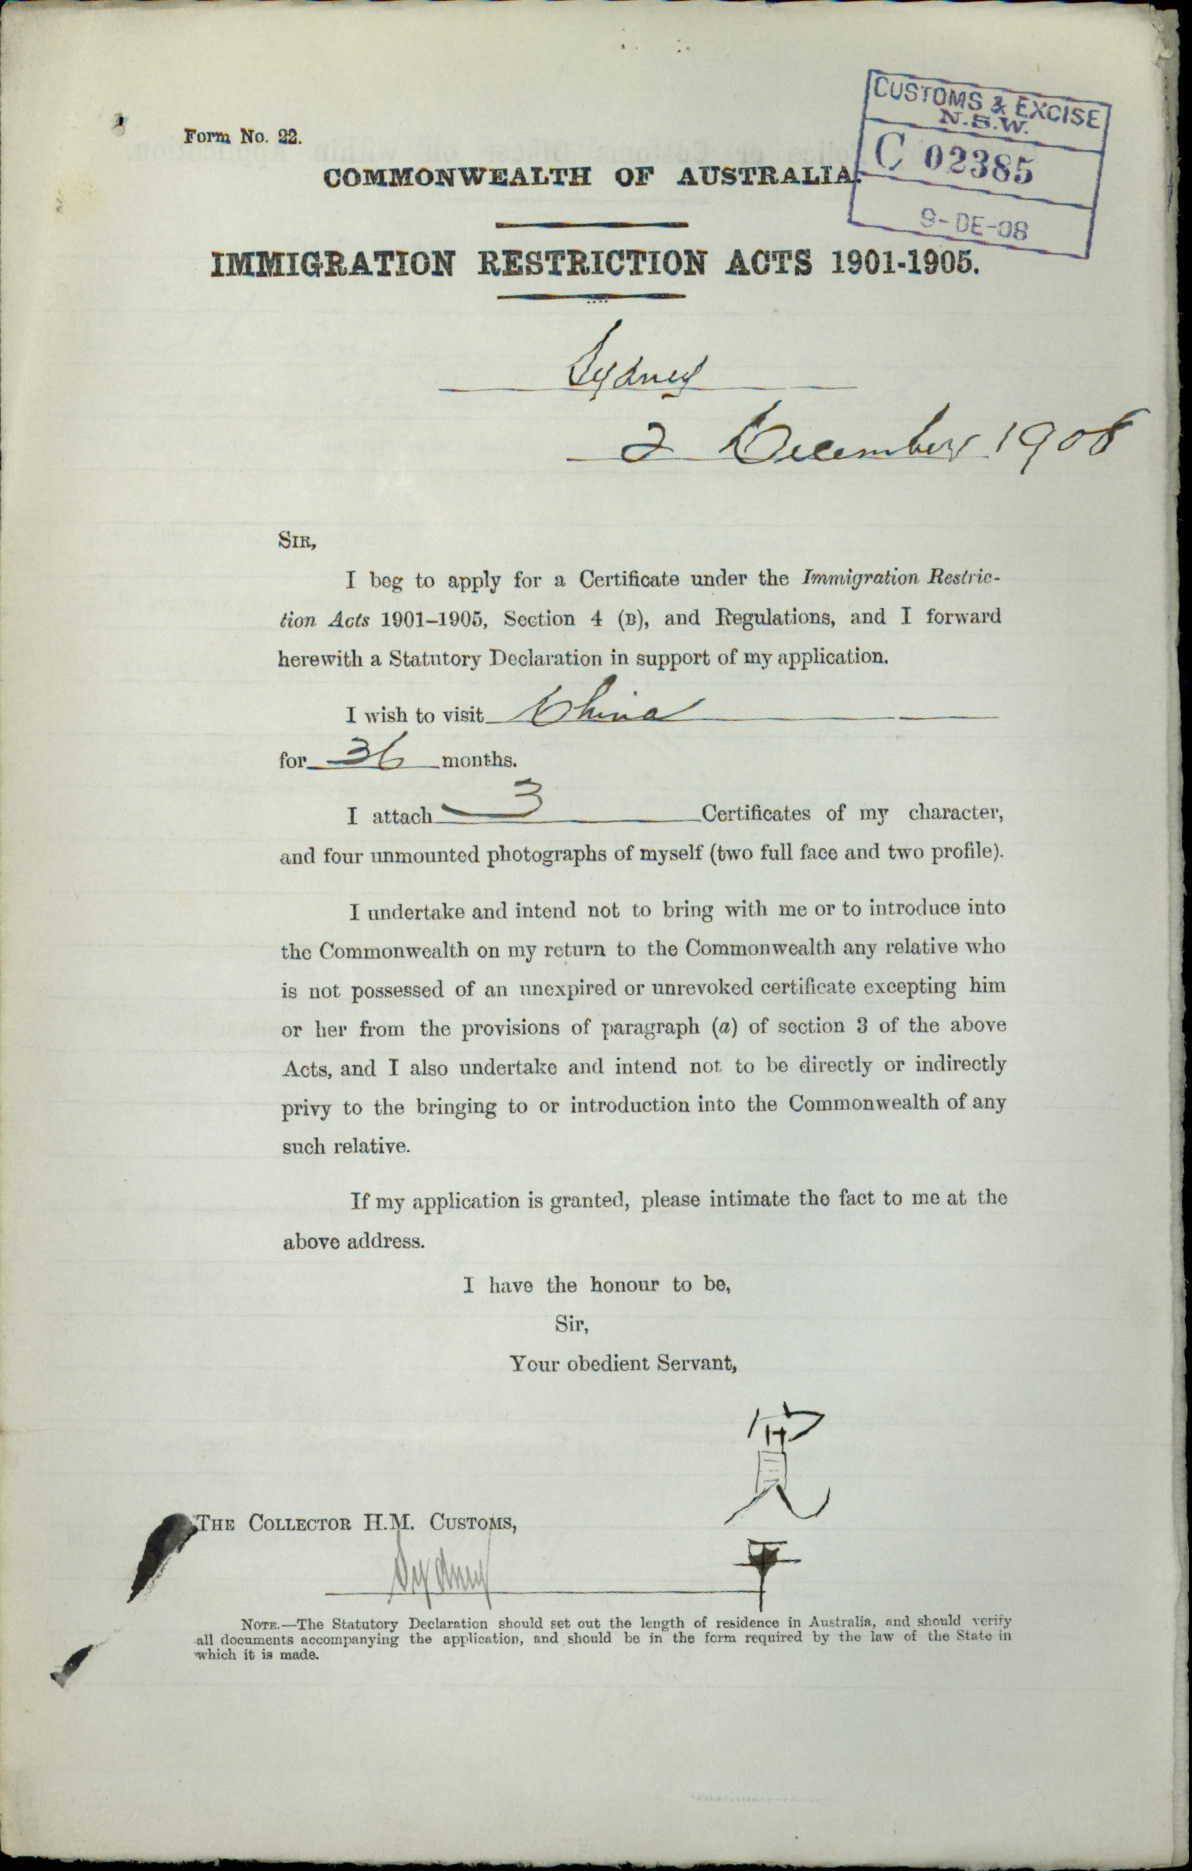 Form No. 22.
CUSTOMS & EXCISE
N.S.W.
C 02385
9-DE-08
COMMONWEALTH OF AUSTRALIA.
IMMIGRATION RESTRICTION ACTS 1901-1905.
Sydney
2 December 1908
SIR,
I beg to apply for a Certificate under the Immigration Restric-
tion Acts 1901–1905, Section 4 (B), and Regulations, and I forward
herewith a Statutory Declaration in support of my application.
I wish to visit China
for 36 months.
I attach 3 Certificates of my character,
and four unmounted photographs of myself (two full face and two profile).
I undertake and intend not to bring with me or to introduce into
the Commonwealth on my return to the Commonwealth any relative who
is not possessed of an unexpired or unrevoked certificate excepting him
or her from the provisions of paragraph (a) of section 3 of the above
Acts, and I also undertake and intend not to be directly or indirectly
privy to the bringing to or introduction into the Commonwealth of any
such relative.
If my application is granted, please intimate the fact to me at the
above address.
I have the honour to be,
Sir,
Your obedient Servant,
THE COLLECTOR H.M. CUSTOMS,
Sydney
NOTE.—The Statutory Declaration should set out the length of residence in Australia, and should verify
all documents accompanying the application, and should be in the form required by the law of the State in
which it is made.